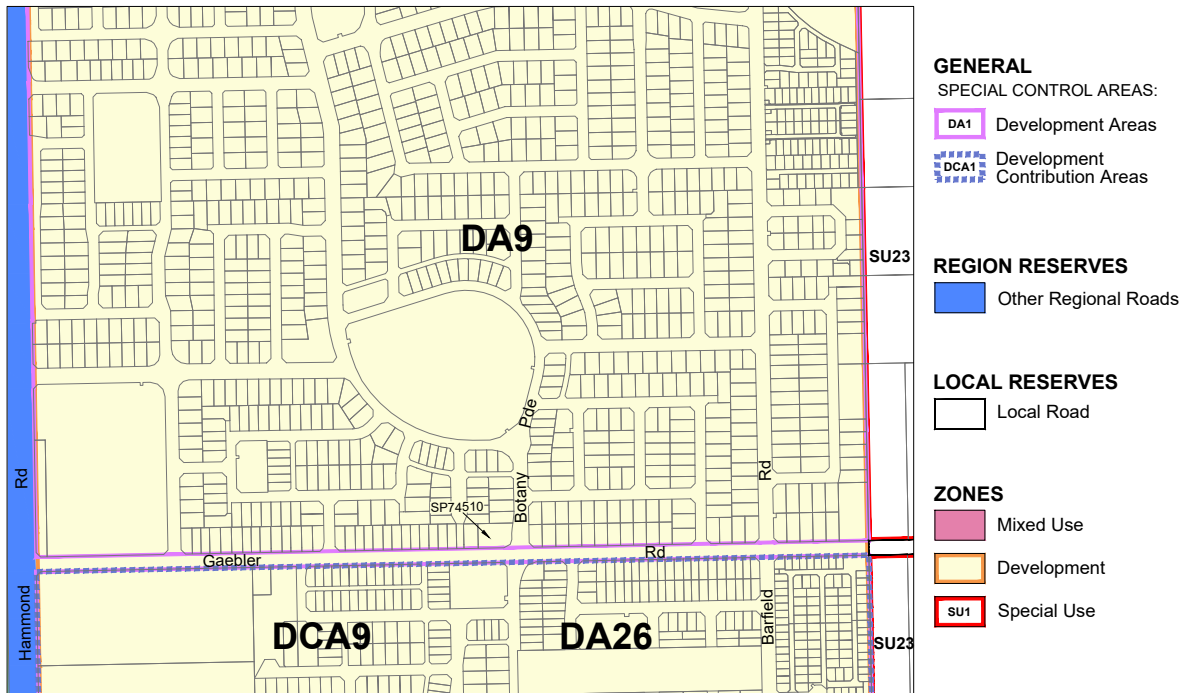 DA9
SU23
Rd
Pde
Botany
Rd
SP74510
Gaebler
Rd
Hammond
DCA9
DA26
Barfield
SU23
GENERAL
SPECIAL CONTROL AREAS:
DA1 Development Areas
DCA1 Development
Contribution Areas
REGION RESERVES
Other Regional Roads
LOCAL RESERVES
Local Road
ZONES
Mixed Use
Development
SU1 Special Use